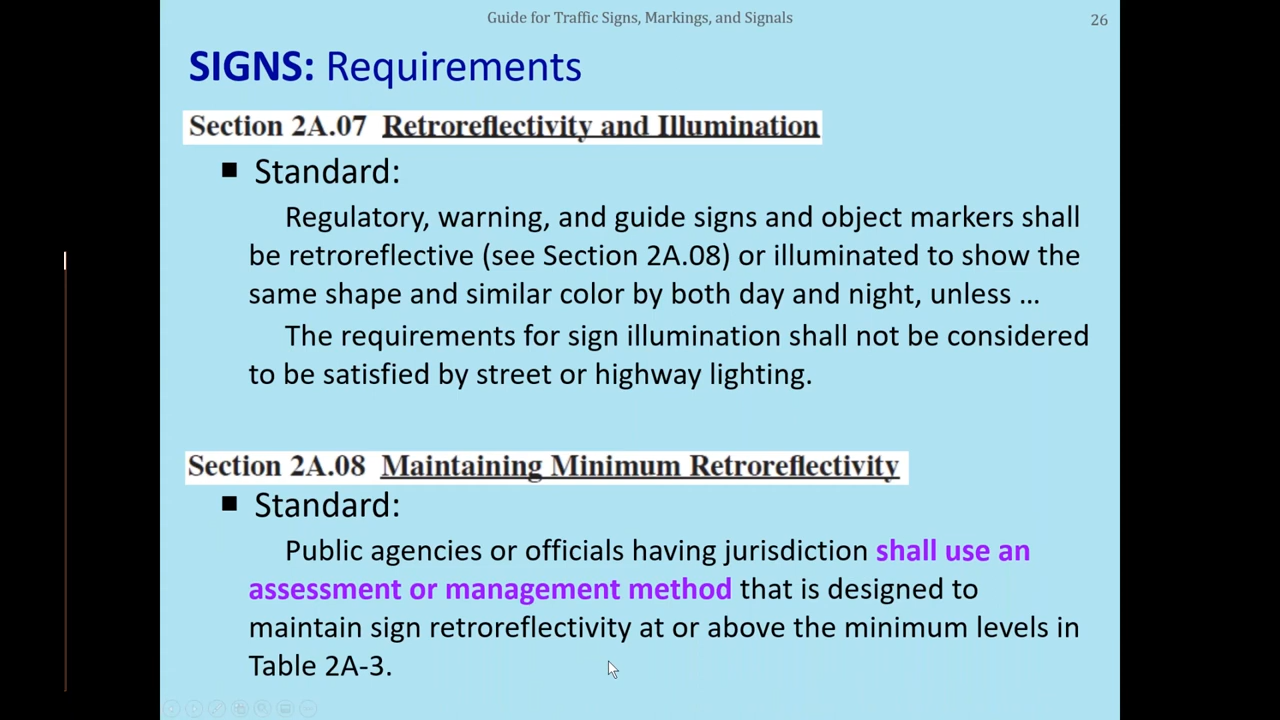 Guide for Traffic Signs, Markings, and Signals
26
SIGNS: Requirements
Section 2A.07 Retroreflectivity and Illumination
■ Standard:
Regulatory, warning, and guide signs and object markers shall
be retroreflective (see Section 2A.08) or illuminated to show the
same shape and similar color by both day and night, unless …
The requirements for sign illumination shall not be considered
to be satisfied by street or highway lighting.
Section 2A.08 Maintaining Minimum Retroreflectivity
■ Standard:
Public agencies or officials having jurisdiction shall use an
assessment or management method that is designed to
maintain sign retroreflectivity at or above the minimum levels in
Table 2A-3.